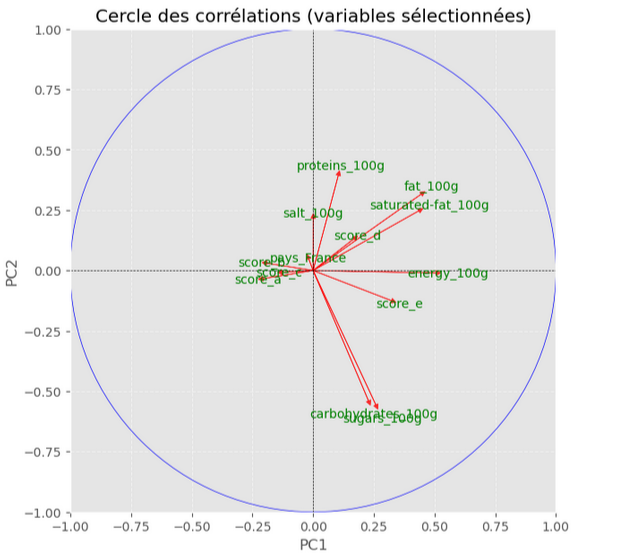 Cercle des corrélations (variables sélectionnées)
1.00
0.75
0.50
0.25
0.00
−0.25
−0.50
−0.75
−1.00
PC2
proteins_100g
fat_100g
saturated-fat_100g
salt_100g
score_d
pays_France
score_b
score_c
score_a
energy_100g
score_e
carbohydrates_100g
sugars_100g
−1.00 −0.75 −0.50 −0.25 0.00 0.25 0.50 0.75 1.00
PC1